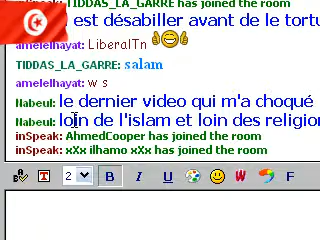 TIDDAS_LA_GARRE has joined the room
est désabiller avant de le tortu
amelelhayat: LiberalTn
TIDDAS_LA_GARRE: salam
amelelhayat: w s
Nabeul: le dernier video qui m'a choqué
Nabeul: loin de l'islam et loin des religion
inSpeak: AhmedCooper has joined the room
inSpeak: xXx ilhamo xXx has joined the room
T 2 B I U W F